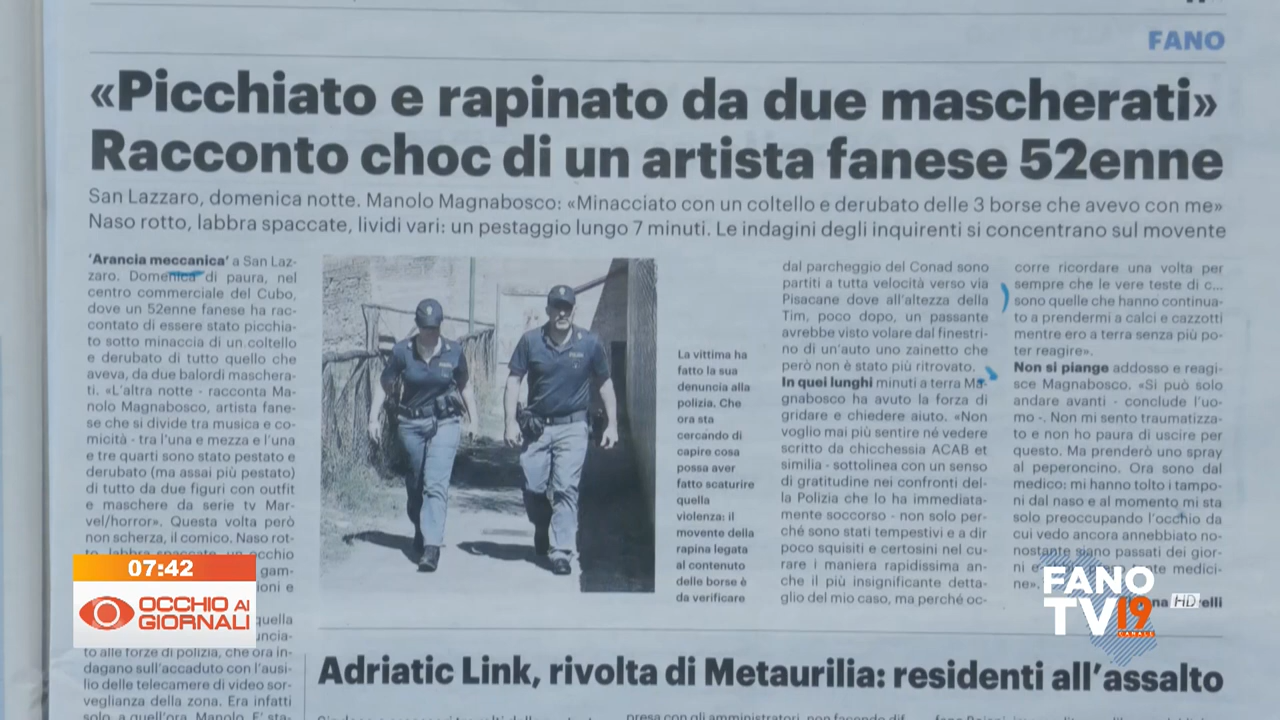 FANO
«Picchiato e rapinato da due mascherati»
Racconto choc di un artista fanese 52enne
San Lazzaro, domenica notte. Manolo Magnabosco: «Minacciato con un coltello e derubato delle 3 borse che avevo con me»
Naso rotto, labbra spaccate, lividi vari: un pestaggio lungo 7 minuti. Le indagini degli inquirenti si concentrano sul movente
'Arancia meccanica' a San Laz-
zaro. Domenica di paura, nel
centro commerciale del Cubo,
dove un 52enne fanese ha rac-
contato di essere stato picchia-
to sotto minaccia di un coltello
e derubato di tutto quello che
aveva, da due balordi maschera-
ti. «L'altra notte - racconta Ma-
nolo Magnabosco, artista fane-
se che si divide tra musica e co-
micità - tra l'una e mezza e l'una
e tre quarti sono stato pestato e
derubato (ma assai più pestato)
di tutto da due figuri con outfit
e maschere da serie tv Mar-
vel/horror». Questa volta però
non scherza, il comico. Naso rot-
to, labbra spaccate, un occhio
gam-
ioni e
quella
nuncia-
to alle forze di polizia, che ora in-
dagano sull'accaduto con l'ausi-
lio delle telecamere di video sor-
veglianza della zona. Era infatti
solo, a quell'ora, Manolo. E' sta-
La vittima ha
fatto la sua
denuncia alla
polizia. Che
ora sta
cercando di
capire cosa
possa aver
fatto scaturire
quella
violenza: il
movente della
rapina legata
al contenuto
delle borse è
da verificare
dal parcheggio del Conad sono
partiti a tutta velocità verso via
Pisacane dove all'altezza della
Tim, poco dopo, un passante
avrebbe visto volare dal finestri-
no di un'auto uno zainetto che
però non è stato più ritrovato.
In quei lunghi minuti a terra Ma-
gnabosco ha avuto la forza di
gridare e chiedere aiuto. «Non
voglio mai più sentire né vedere
scritto da chicchessia ACAB et
similia - sottolinea con un senso
di gratitudine nei confronti del-
la Polizia che lo ha immediata-
mente soccorso - non solo per-
ché sono stati tempestivi e a dir
poco squisiti e certosini nel cu-
rare i maniera rapidissima an-
che il più insignificante detta-
glio del mio caso, ma perché oc-
corre ricordare una volta per
sempre che le vere teste di c...
sono quelle che hanno continua-
to a prendermi a calci e cazzotti
mentre ero a terra senza più po-
ter reagire».
Non si piange addosso e reagi-
sce Magnabosco. «Si può solo
andare avanti - conclude l'uo-
mo -. Non mi sento traumatizza-
to e non ho paura di uscire per
questo. Ma prenderò uno spray
al peperoncino. Ora sono dal
medico: mi hanno tolto i tampo-
ni dal naso e al momento mi sta
solo preoccupando l'occhio da
cui vedo ancora annebbiato no-
nostante siano passati dei gior-
ni e medici-
ne».
Adriatic Link, rivolta di Metaurilia: residenti all'assalto
07:42
OCCHIO AI
GIORNALI
FANO
TV 19 HD
CANALE